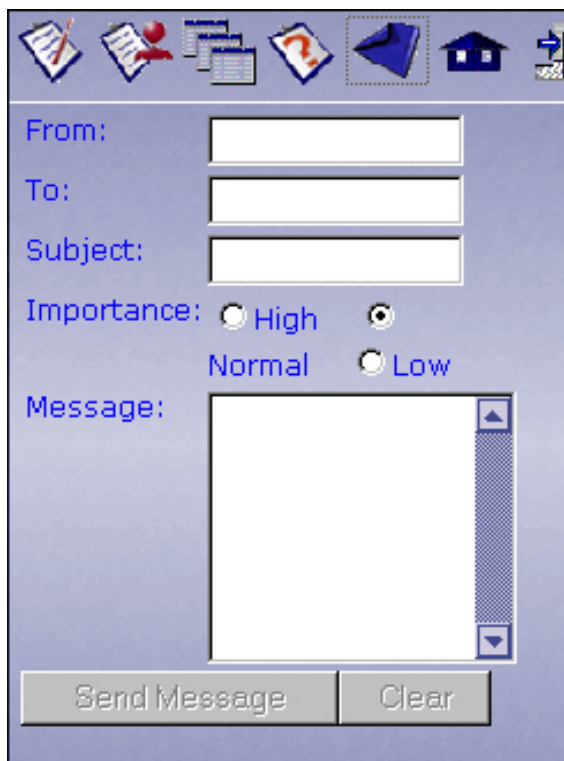 From:
To:
Subject:
Importance: High
Normal Low
Message:
Send Message Clear